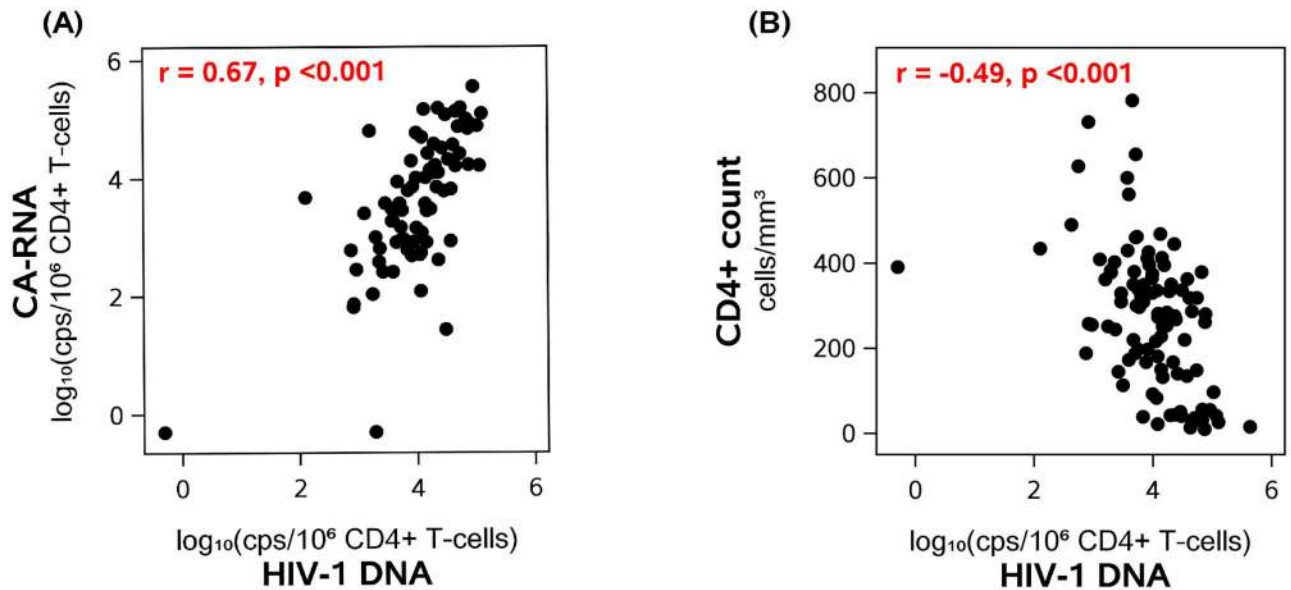 (A)
r = 0.67, p <0.001
CA-RNA
log₁₀(cps/10⁶ CD4+ T-cells)
6
4
2
0
0 2 4 6
log₁₀(cps/10⁶ CD4+ T-cells)
HIV-1 DNA
(B)
r = -0.49, p <0.001
CD4+ count
cells/mm³
800
600
400
200
0
0 2 4 6
log₁₀(cps/10⁶ CD4+ T-cells)
HIV-1 DNA